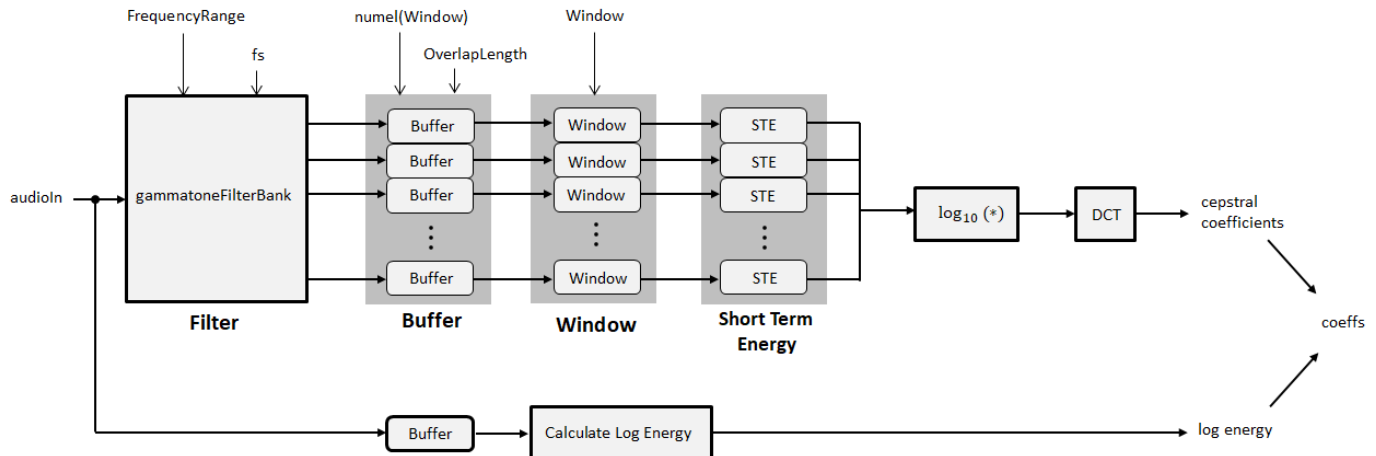 FrequencyRange
numel(Window)
Window
fs
OverlapLength
Buffer
Window
STE
Buffer
Window
STE
audioIn
gammatoneFilterBank
Buffer
Window
STE
log₁₀ (*)
DCT
cepstral
coefficients
⋮
⋮
⋮
Buffer
Window
STE
Filter
Buffer
Window
Short Term
Energy
coeffs
Buffer
Calculate Log Energy
log energy